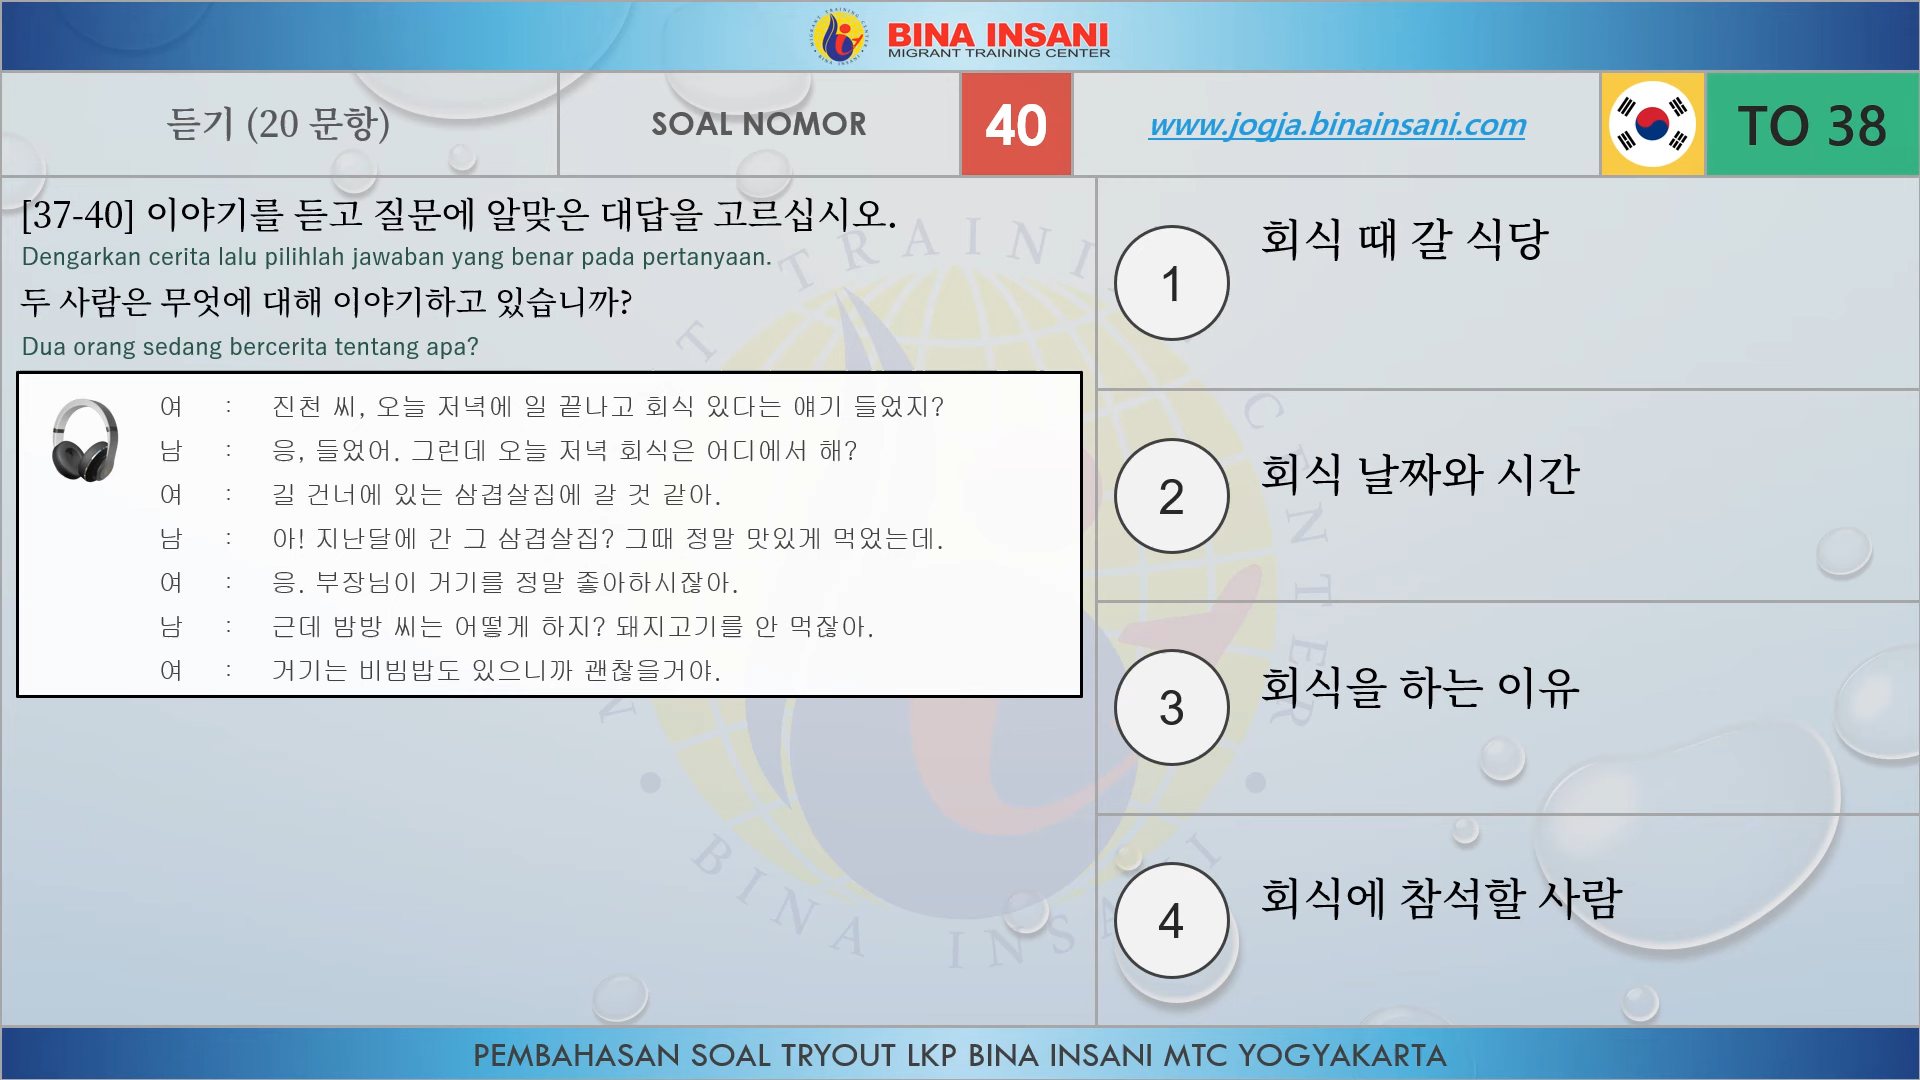 BINA INSANI
MIGRANT TRAINING CENTER
듣기 (20 문항)
SOAL NOMOR
40
www.jogja.binainsani.com
TO 38
[37-40] 이야기를 듣고 질문에 알맞은 대답을 고르십시오.
Dengarkan cerita lalu pilihlah jawaban yang benar pada pertanyaan.
두 사람은 무엇에 대해 이야기하고 있습니까?
Dua orang sedang bercerita tentang apa?
여 : 진천 씨, 오늘 저녁에 일 끝나고 회식 있다는 얘기 들었지?
남 : 응, 들었어. 그런데 오늘 저녁 회식은 어디에서 해?
여 : 길 건너에 있는 삼겹살집에 갈 것 같아.
남 : 아! 지난달에 간 그 삼겹살집? 그때 정말 맛있게 먹었는데.
여 : 응. 부장님이 거기를 정말 좋아하시잖아.
남 : 근데 밤방 씨는 어떻게 하지? 돼지고기를 안 먹잖아.
여 : 거기는 비빔밥도 있으니까 괜찮을거야.
1 회식 때 갈 식당
2 회식 날짜와 시간
3 회식을 하는 이유
4 회식에 참석할 사람
PEMBAHASAN SOAL TRYOUT LKP BINA INSANI MTC YOGYAKARTA